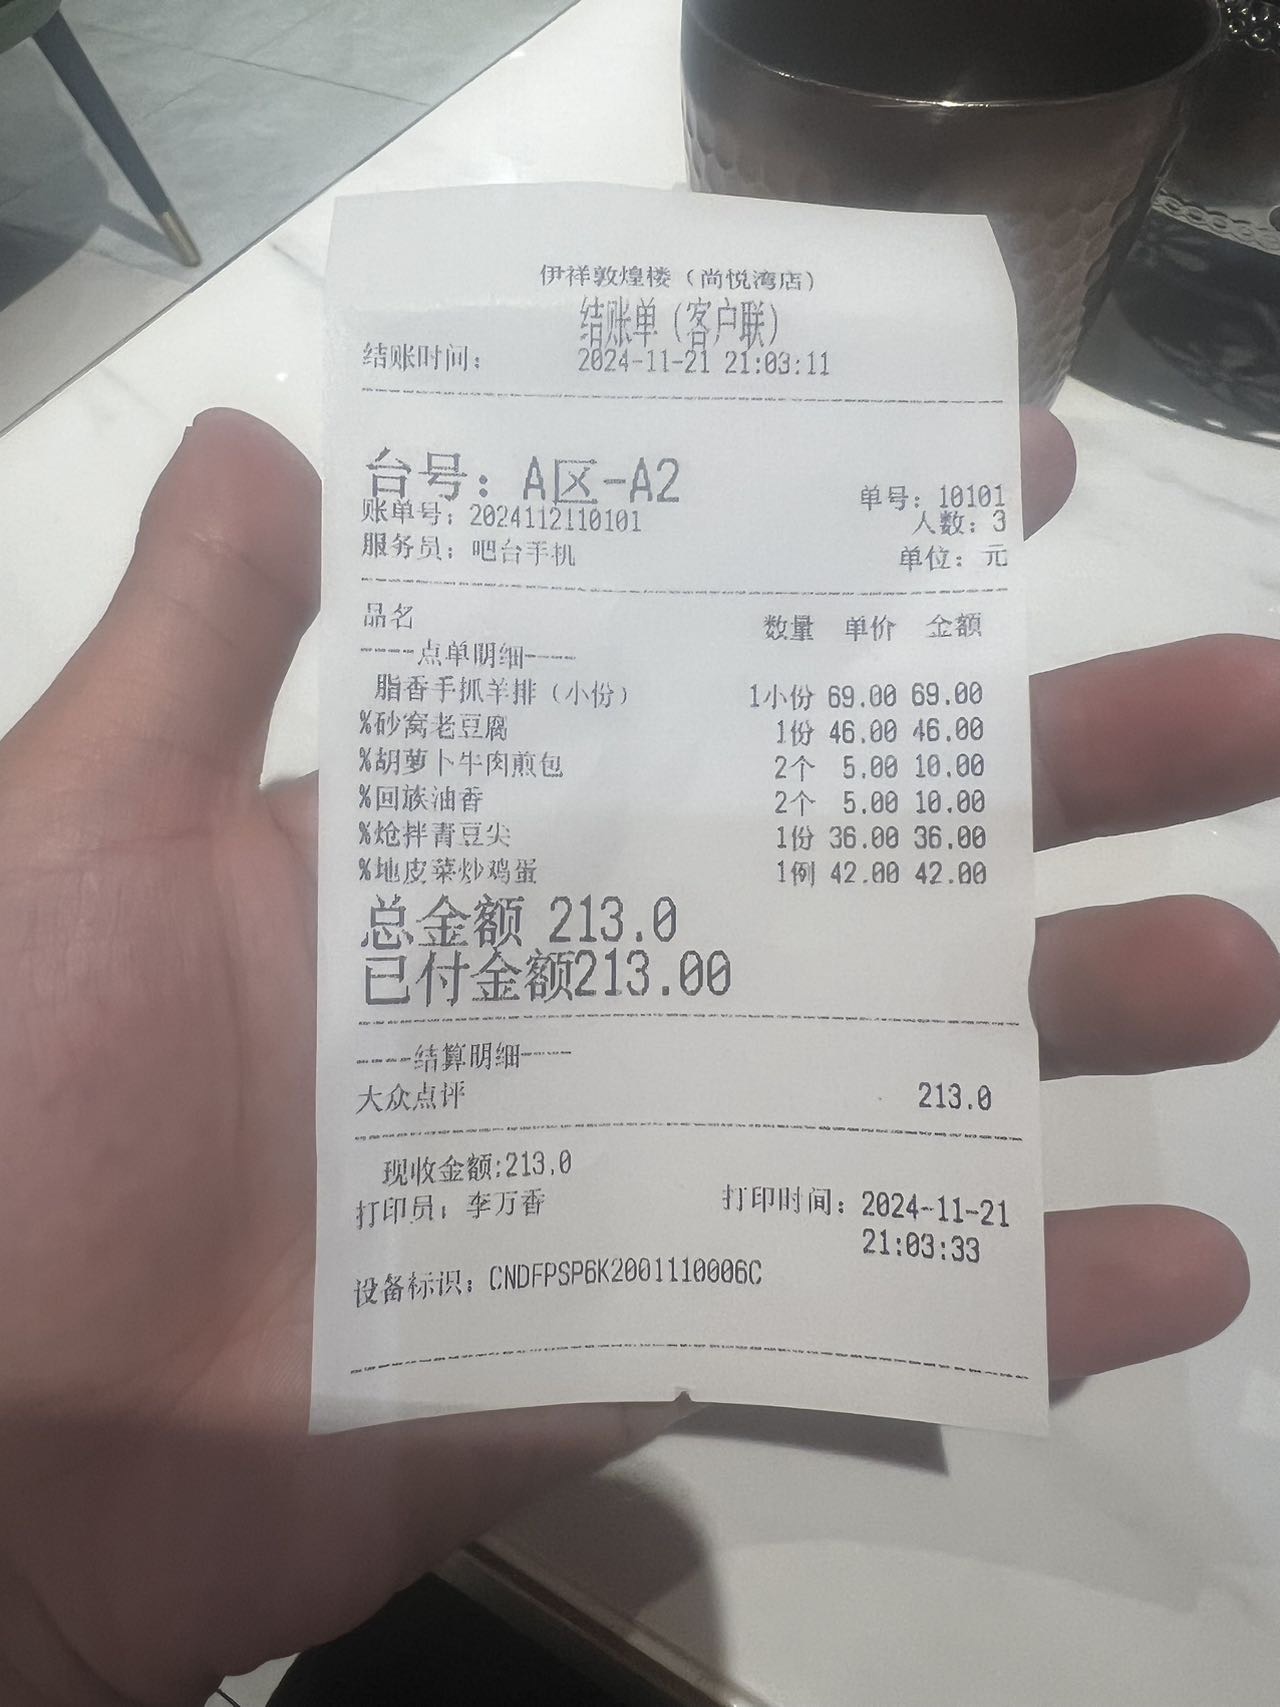 伊祥敦煌楼（尚悦湾店）
结账单（客户联）
结账时间： 2024-11-21 21:03:11
台号：A区-A2
单号：10101
账单号：2024112110101
人数：3
服务员：吧台手机
单位：元
品名 数量 单价 金额
----点单明细----
脂香手抓羊排（小份） 1小份 69.00 69.00
%砂窝老豆腐 1份 46.00 46.00
%胡萝卜牛肉煎包 2个 5.00 10.00
%回族油香 2个 5.00 10.00
%炝拌青豆尖 1份 36.00 36.00
%地皮菜炒鸡蛋 1例 42.00 42.00
总金额 213.0
已付金额213.00
----结算明细----
大众点评 213.0
现收金额:213.0
打印员：李万香 打印时间：2024-11-21
21:03:33
设备标识：CNDFPSP6K2001110006C